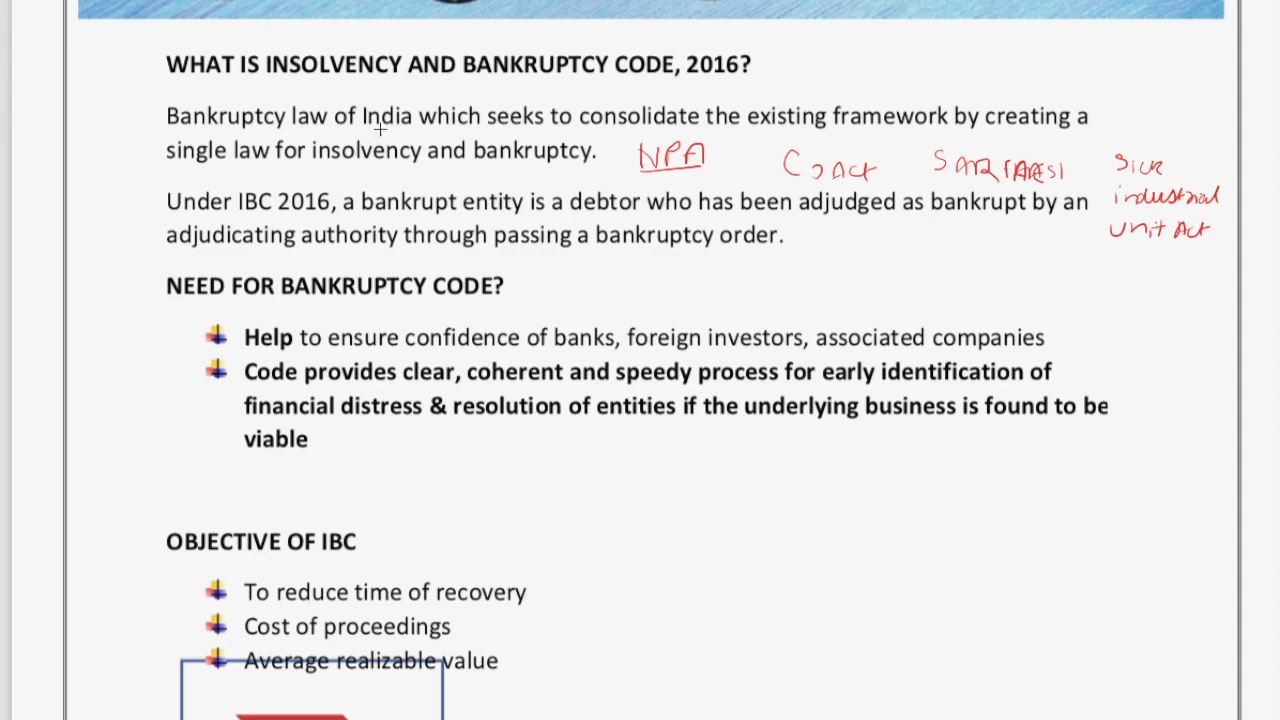 WHAT IS INSOLVENCY AND BANKRUPTCY CODE, 2016?
Bankruptcy law of India which seeks to consolidate the existing framework by creating a
single law for insolvency and bankruptcy.
NPA
Co Act
SARFAESI
Sick
industrial
Unit Act
Under IBC 2016, a bankrupt entity is a debtor who has been adjudged as bankrupt by an
adjudicating authority through passing a bankruptcy order.
NEED FOR BANKRUPTCY CODE?
Help to ensure confidence of banks, foreign investors, associated companies
Code provides clear, coherent and speedy process for early identification of
financial distress & resolution of entities if the underlying business is found to be
viable
OBJECTIVE OF IBC
To reduce time of recovery
Cost of proceedings
Average realizable value